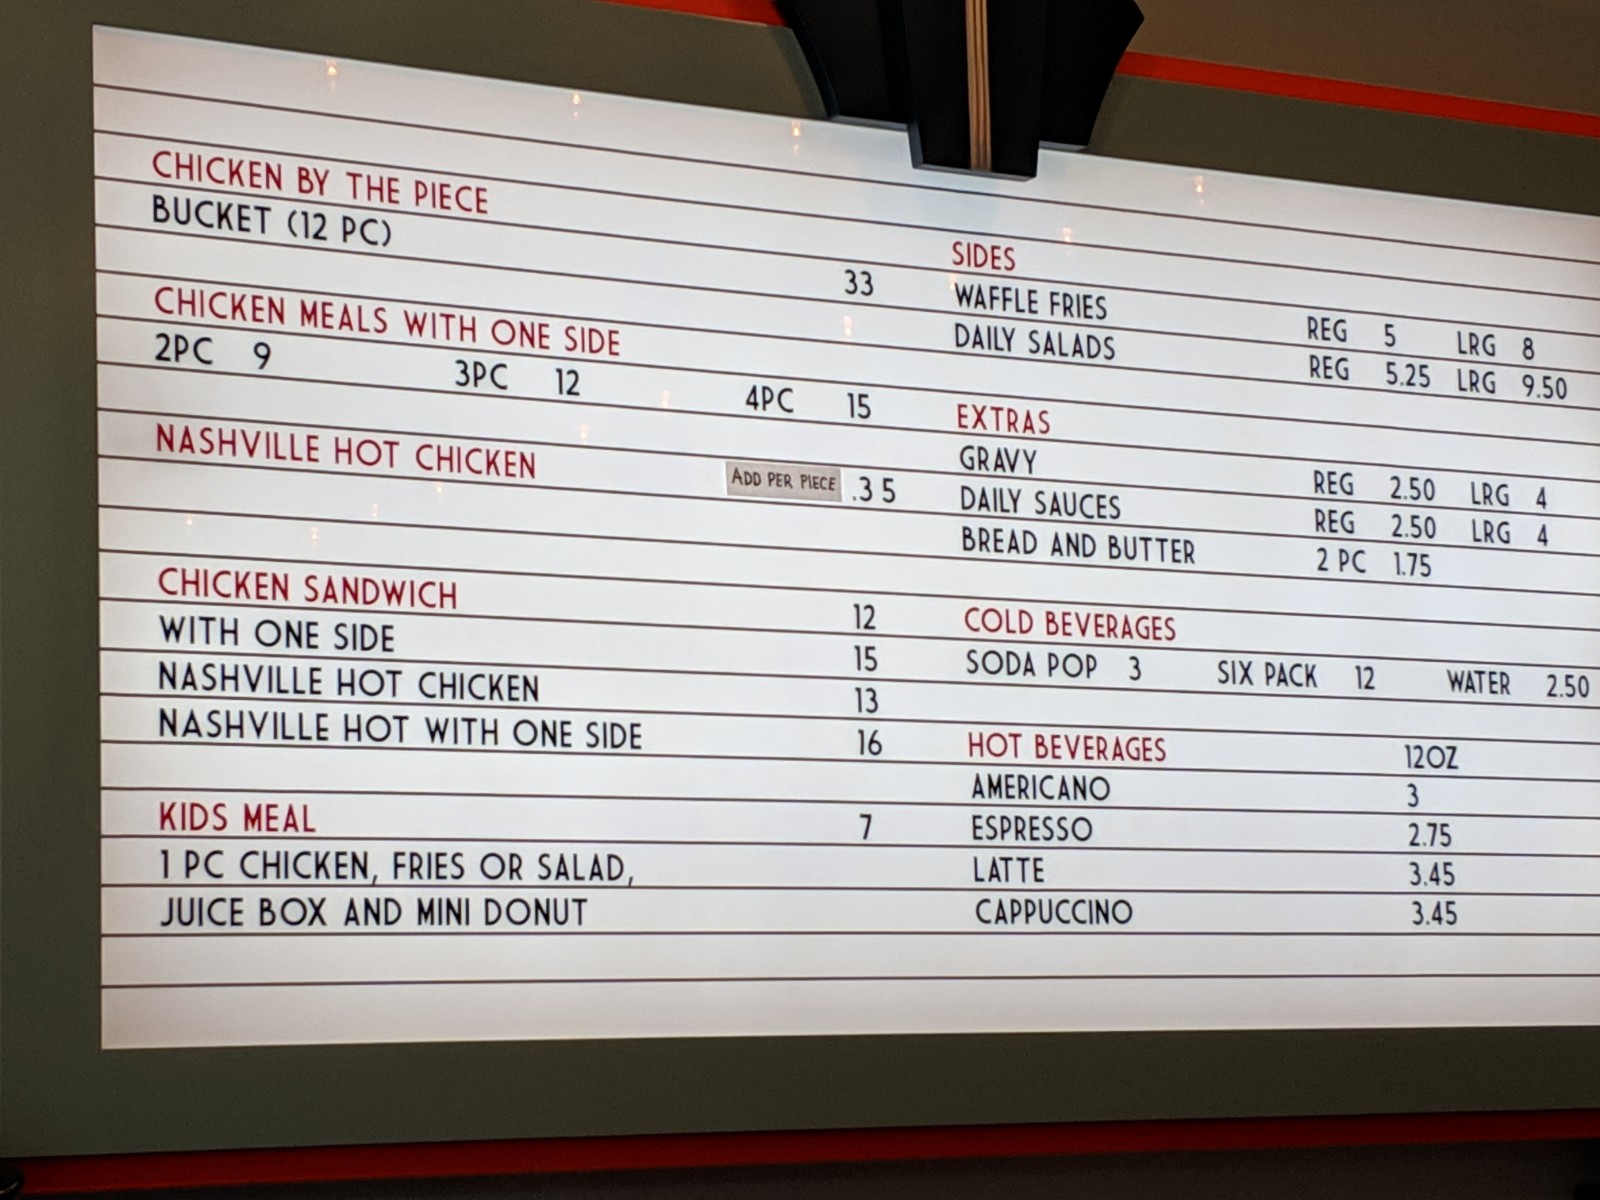 CHICKEN BY THE PIECE
BUCKET (12 PC) 33
CHICKEN MEALS WITH ONE SIDE
2PC 9 3PC 12 4PC 15
NASHVILLE HOT CHICKEN ADD PER PIECE .35
CHICKEN SANDWICH 12
WITH ONE SIDE 15
NASHVILLE HOT CHICKEN 13
NASHVILLE HOT WITH ONE SIDE 16
KIDS MEAL 7
1 PC CHICKEN, FRIES OR SALAD,
JUICE BOX AND MINI DONUT
SIDES
WAFFLE FRIES REG 5 LRG 8
DAILY SALADS REG 5.25 LRG 9.50
EXTRAS
GRAVY REG 2.50 LRG 4
DAILY SAUCES REG 2.50 LRG 4
BREAD AND BUTTER 2 PC 1.75
COLD BEVERAGES
SODA POP 3 SIX PACK 12 WATER 2.50
HOT BEVERAGES 12OZ
AMERICANO 3
ESPRESSO 2.75
LATTE 3.45
CAPPUCCINO 3.45